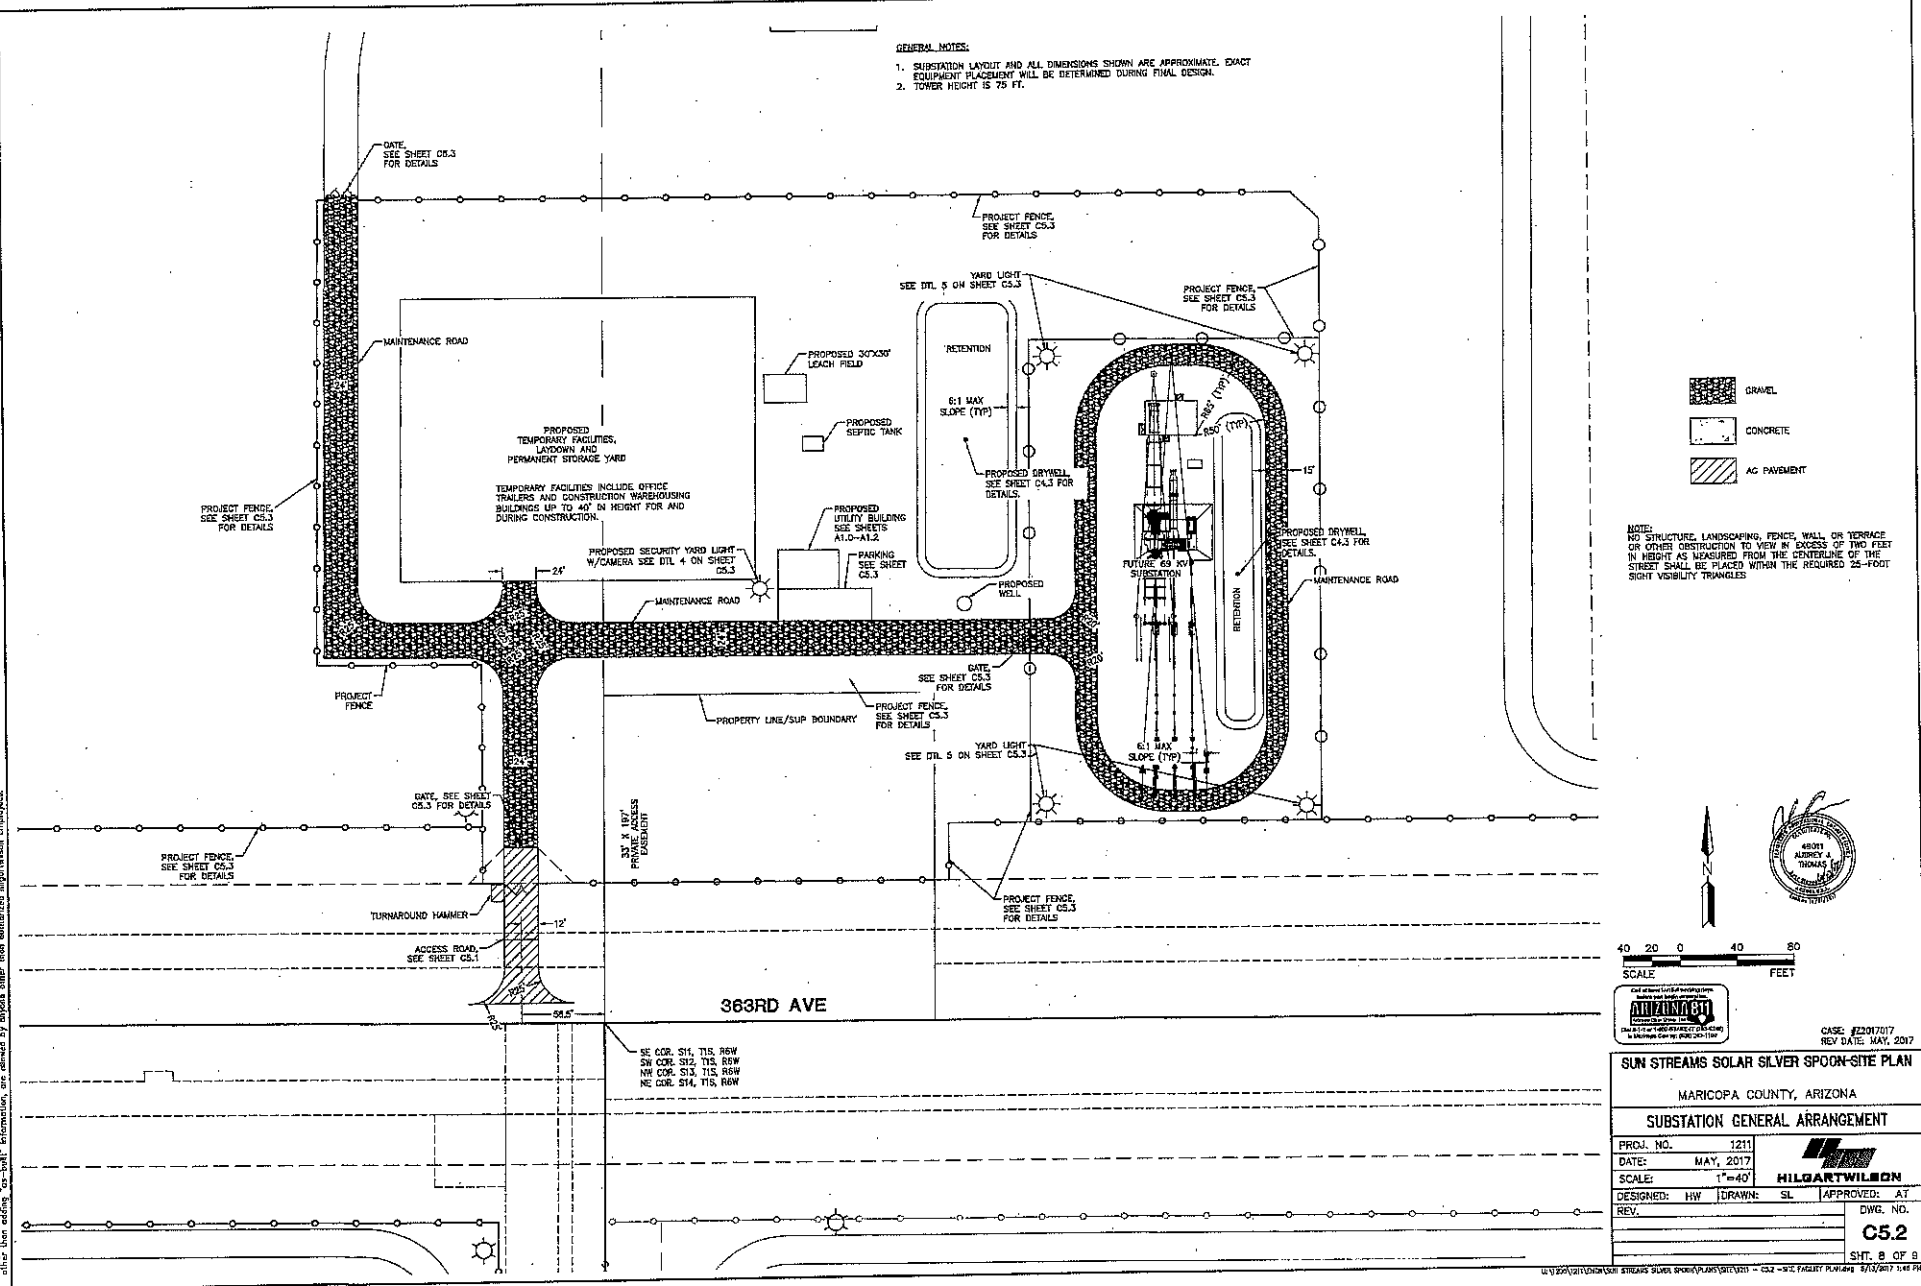 GENERAL NOTES:
1. SUBSTATION LAYOUT AND ALL DIMENSIONS SHOWN ARE APPROXIMATE. EXACT
EQUIPMENT PLACEMENT WILL BE DETERMINED DURING FINAL DESIGN.
2. TOWER HEIGHT IS 75 FT.
GATE,
SEE SHEET C5.3
FOR DETAILS
PROJECT FENCE,
SEE SHEET C5.3
FOR DETAILS
YARD LIGHT
SEE DTL 5 ON SHEET C5.3
PROJECT FENCE,
SEE SHEET C5.3
FOR DETAILS
MAINTENANCE ROAD
24'
PROPOSED 30'X30'
LEACH FIELD
RETENTION
6:1 MAX
SLOPE (TYP)
R65' (TYP)
R50' (TYP)
15'
PROPOSED
SEPTIC TANK
PROPOSED
TEMPORARY FACILITIES,
LAYDOWN AND
PERMANENT STORAGE YARD
TEMPORARY FACILITIES INCLUDE OFFICE
TRAILERS AND CONSTRUCTION WAREHOUSING
BUILDINGS UP TO 40' IN HEIGHT FOR AND
DURING CONSTRUCTION.
PROPOSED DRYWELL,
SEE SHEET C4.3 FOR
DETAILS.
PROJECT FENCE,
SEE SHEET C5.3
FOR DETAILS
PROPOSED
UTILITY BUILDING
SEE SHEETS
A1.0-A1.2
PARKING
SEE SHEET
C5.3
PROPOSED SECURITY YARD LIGHT
W/CAMERA SEE DTL 4 ON SHEET
C5.3
24'
PROPOSED DRYWELL,
SEE SHEET C4.3 FOR
DETAILS.
FUTURE 69 KV
SUBSTATION
MAINTENANCE ROAD
RETENTION
PROPOSED
WELL
MAINTENANCE ROAD
R25'
R25'
R25'
24'
R20'
GATE,
SEE SHEET C5.3
FOR DETAILS
PROJECT
FENCE
PROJECT FENCE,
SEE SHEET C5.3
FOR DETAILS
PROPERTY LINE/SUP BOUNDARY
YARD LIGHT
SEE DTL 5 ON SHEET C5.3
6:1 MAX
SLOPE (TYP)
24'
GATE, SEE SHEET
C5.3 FOR DETAILS
33' X 197'
PRIVATE ACCESS
EASEMENT
PROJECT FENCE,
SEE SHEET C5.3
FOR DETAILS
PROJECT FENCE,
SEE SHEET C5.3
FOR DETAILS
TURNAROUND HAMMER
12'
ACCESS ROAD,
SEE SHEET C5.1
R25'
R25'
58.5'
363RD AVE
SE COR. S11, T1S, R6W
SW COR. S12, T1S, R6W
NW COR. S13, T1S, R6W
NE COR. S14, T1S, R6W
GRAVEL
CONCRETE
AC PAVEMENT
NOTE:
NO STRUCTURE, LANDSCAPING, FENCE, WALL, OR TERRACE
OR OTHER OBSTRUCTION TO VIEW IN EXCESS OF TWO FEET
IN HEIGHT AS MEASURED FROM THE CENTERLINE OF THE
STREET SHALL BE PLACED WITHIN THE REQUIRED 25-FOOT
SIGHT VISIBILITY TRIANGLES
N
49011
AUBREY J.
THOMAS
40 20 0 40 80
SCALE FEET
ARIZONA811
CASE: #Z2017017
REV DATE: MAY, 2017
SUN STREAMS SOLAR SILVER SPOON-SITE PLAN
MARICOPA COUNTY, ARIZONA
SUBSTATION GENERAL ARRANGEMENT
PROJ. NO. 1211
DATE: MAY, 2017
SCALE: 1"=40'
HILGARTWILSON
DESIGNED: HW DRAWN: SL APPROVED: AT
REV.
DWG. NO.
C5.2
SHT. 8 OF 9